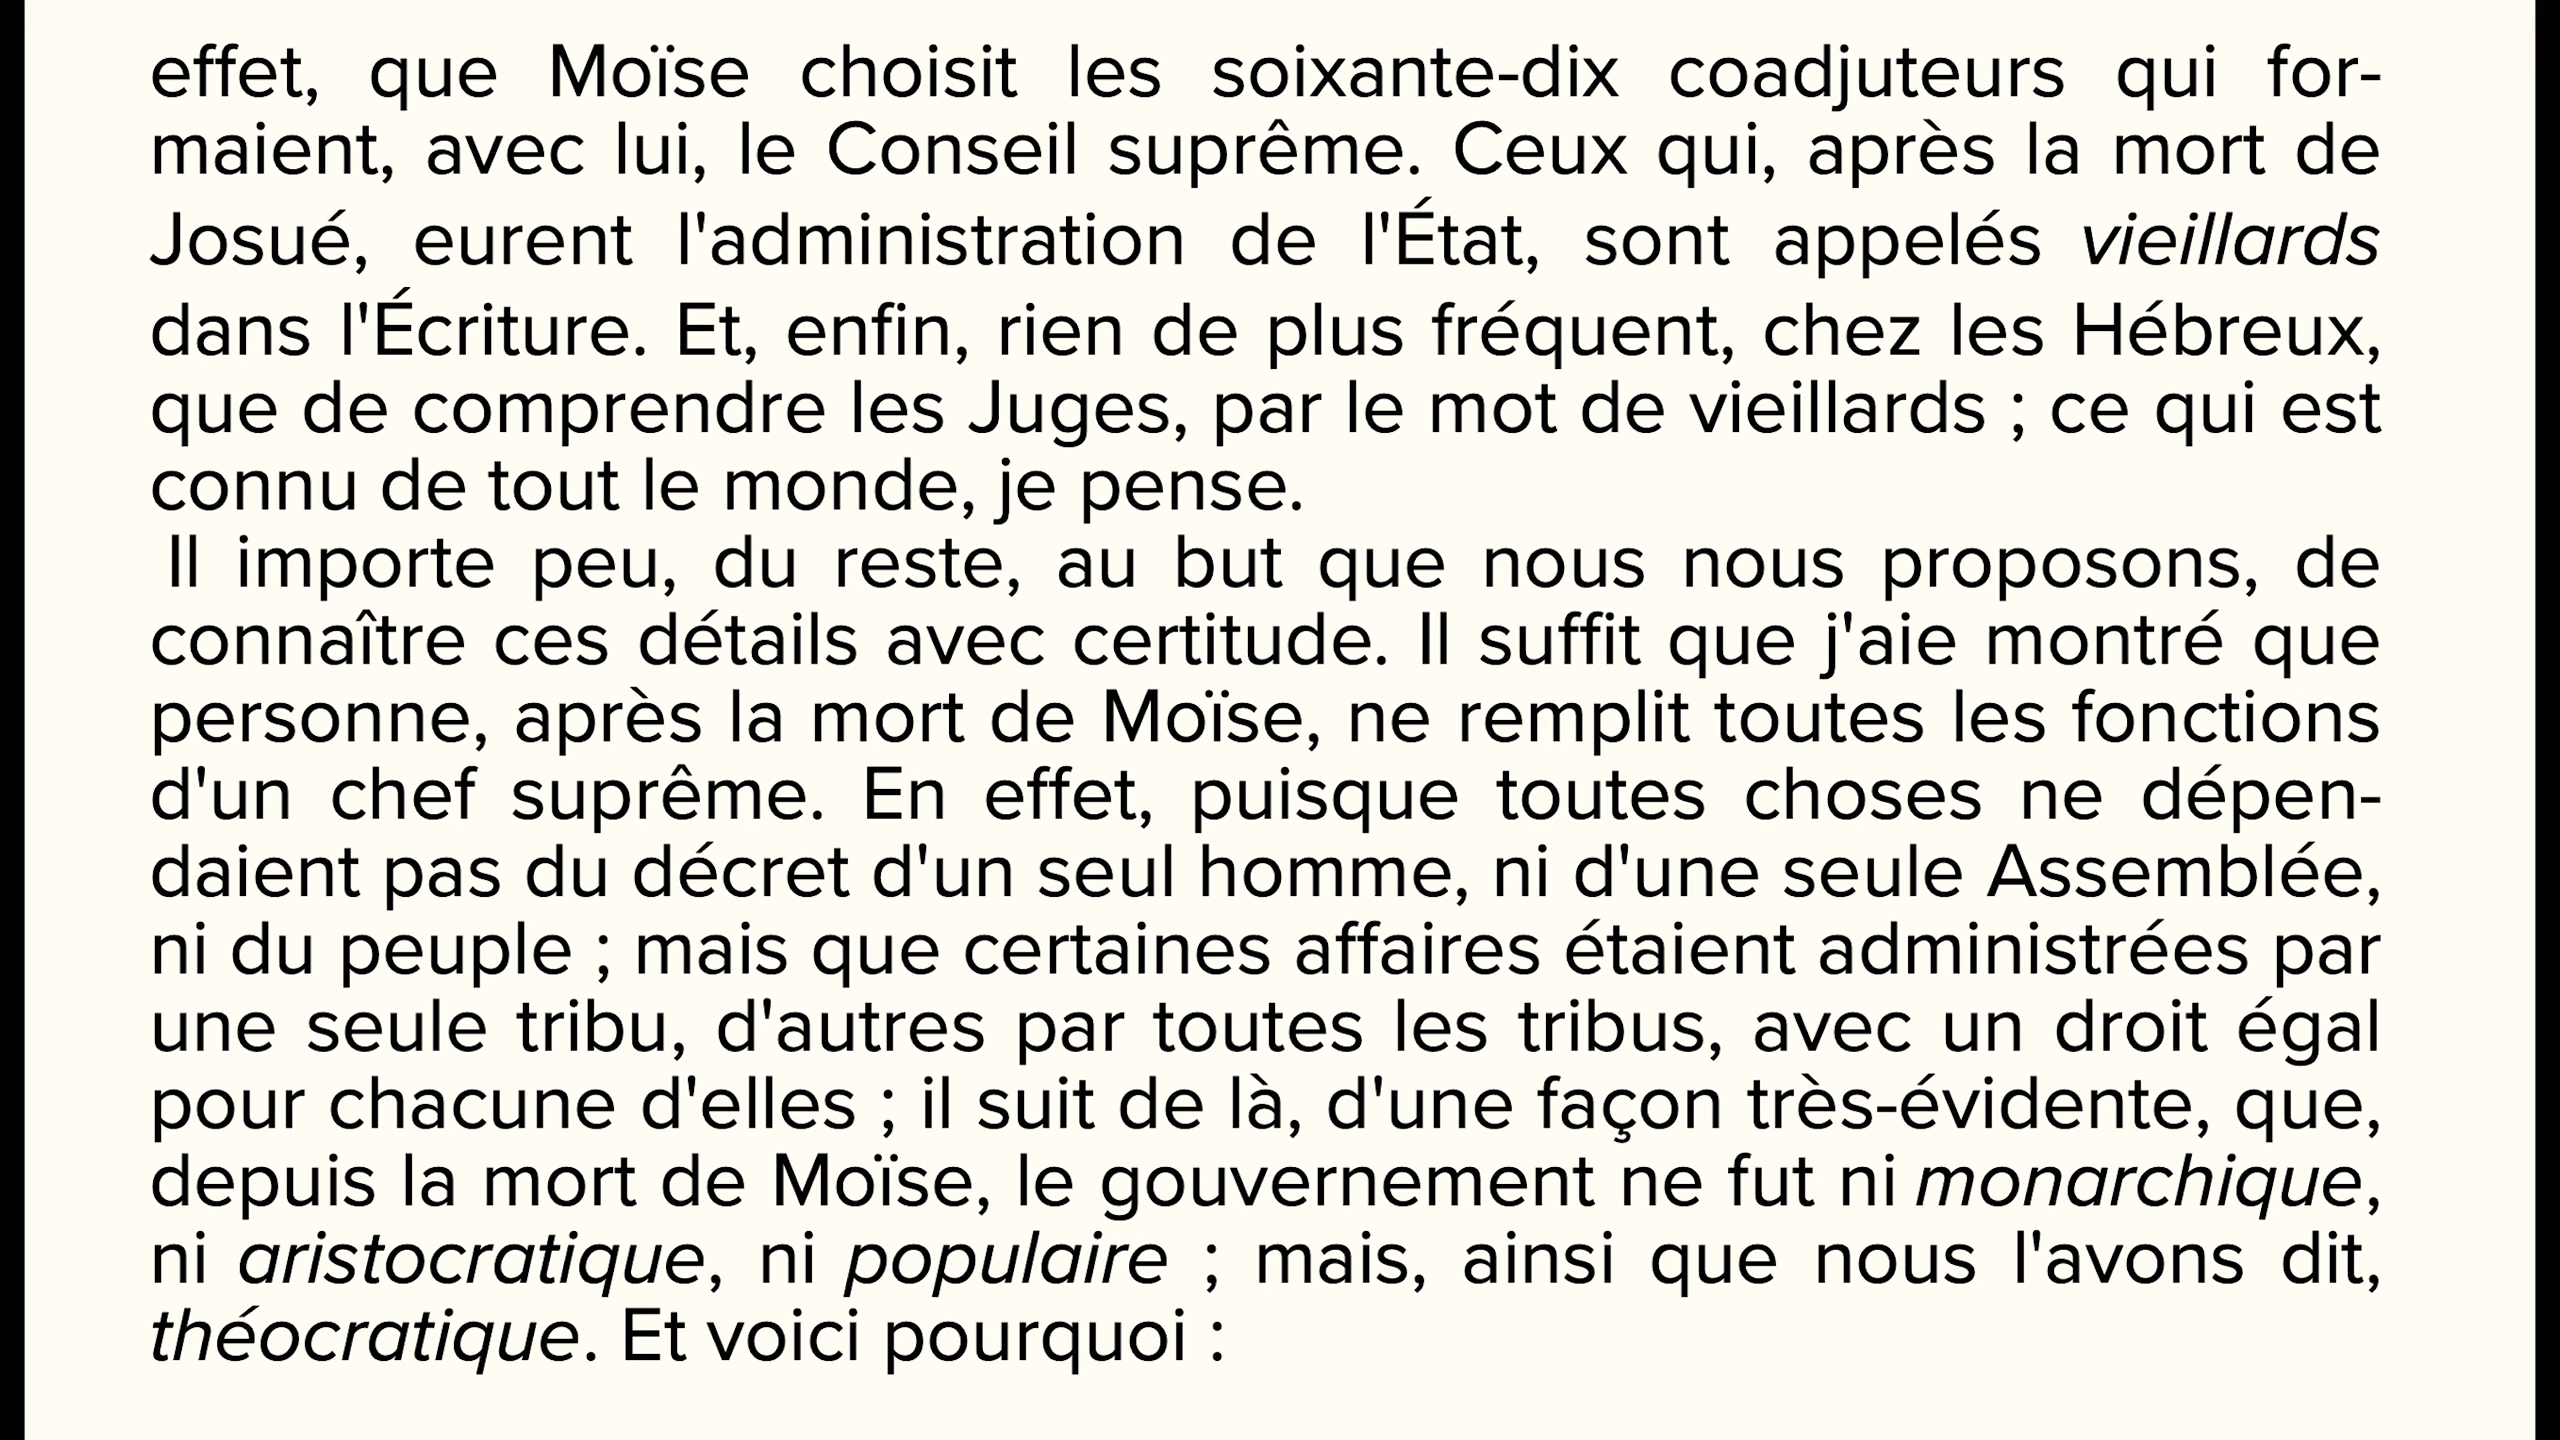 effet, que Moïse choisit les soixante-dix coadjuteurs qui for-
maient, avec lui, le Conseil suprême. Ceux qui, après la mort de
Josué, eurent l'administration de l'État, sont appelés vieillards
dans l'Écriture. Et, enfin, rien de plus fréquent, chez les Hébreux,
que de comprendre les Juges, par le mot de vieillards ; ce qui est
connu de tout le monde, je pense.
Il importe peu, du reste, au but que nous nous proposons, de
connaître ces détails avec certitude. Il suffit que j'aie montré que
personne, après la mort de Moïse, ne remplit toutes les fonctions
d'un chef suprême. En effet, puisque toutes choses ne dépen-
daient pas du décret d'un seul homme, ni d'une seule Assemblée,
ni du peuple ; mais que certaines affaires étaient administrées par
une seule tribu, d'autres par toutes les tribus, avec un droit égal
pour chacune d'elles ; il suit de là, d'une façon très-évidente, que,
depuis la mort de Moïse, le gouvernement ne fut ni monarchique,
ni aristocratique, ni populaire ; mais, ainsi que nous l'avons dit,
théocratique. Et voici pourquoi :